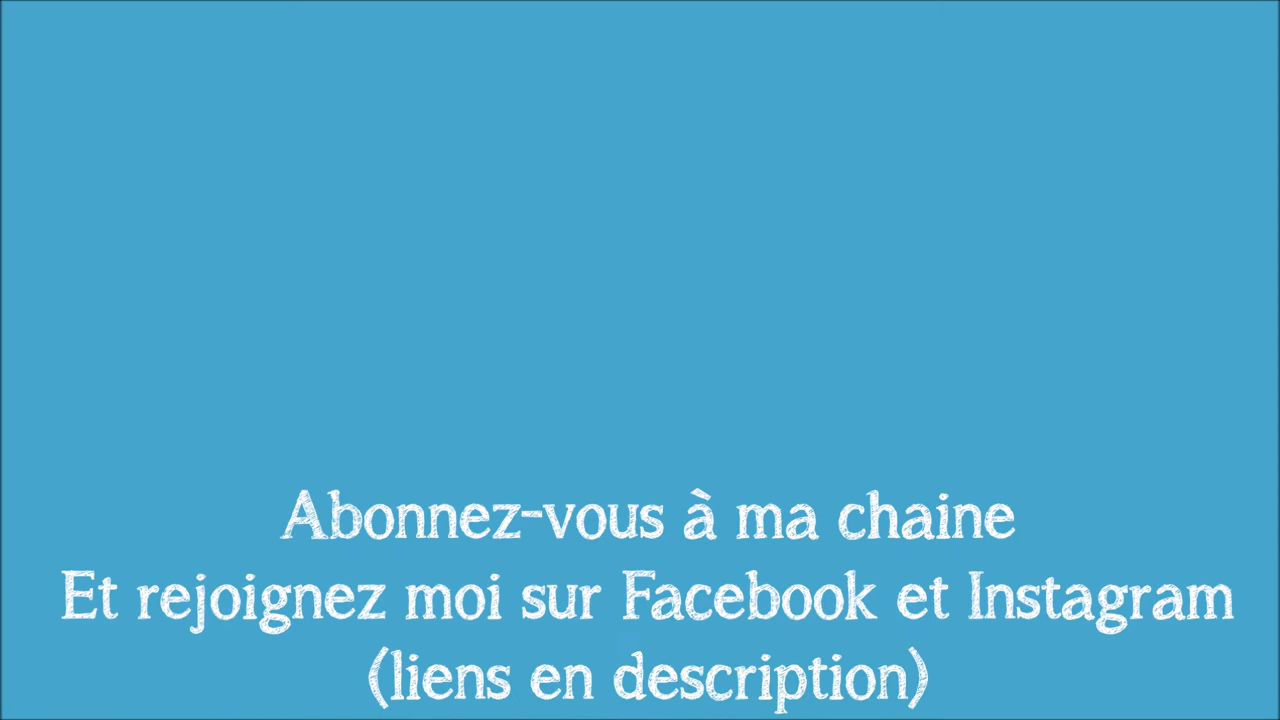 Abonnez-vous à ma chaine
Et rejoignez moi sur Facebook et Instagram
(liens en description)